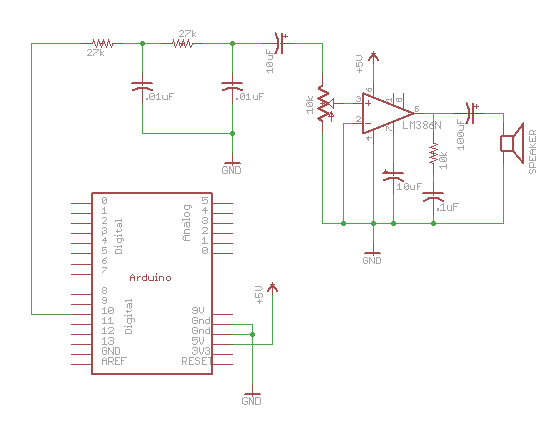 27k
27k
.01uF
.01uF
10uF
GND
10k
+5V
6
3
+
1
8
5
2
-
4
7
LM386N
10uF
10k
.1uF
100uF
SPEAKER
GND
0
1
2
3
4
5
6
7
Digital
Analog
5
4
3
2
1
0
Arduino
8
9
10
11
12
13
GND
AREF
Digital
9V
Gnd
Gnd
5V
3V3
RESET
+5V
GND